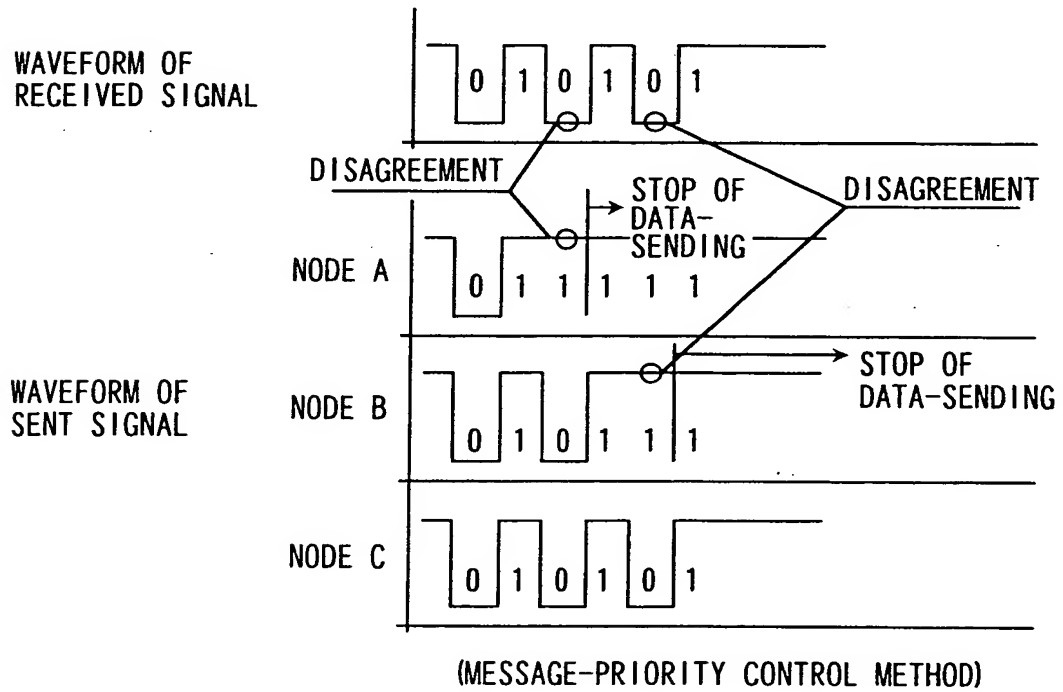 WAVEFORM OF
RECEIVED SIGNAL
0 1 0 1 0 1
DISAGREEMENT
STOP OF
DATA-
SENDING
DISAGREEMENT
NODE A
0 1 1 1 1 1
WAVEFORM OF
SENT SIGNAL
NODE B
0 1 0 1 1 1
STOP OF
DATA-SENDING
NODE C
0 1 0 1 0 1
(MESSAGE-PRIORITY CONTROL METHOD)